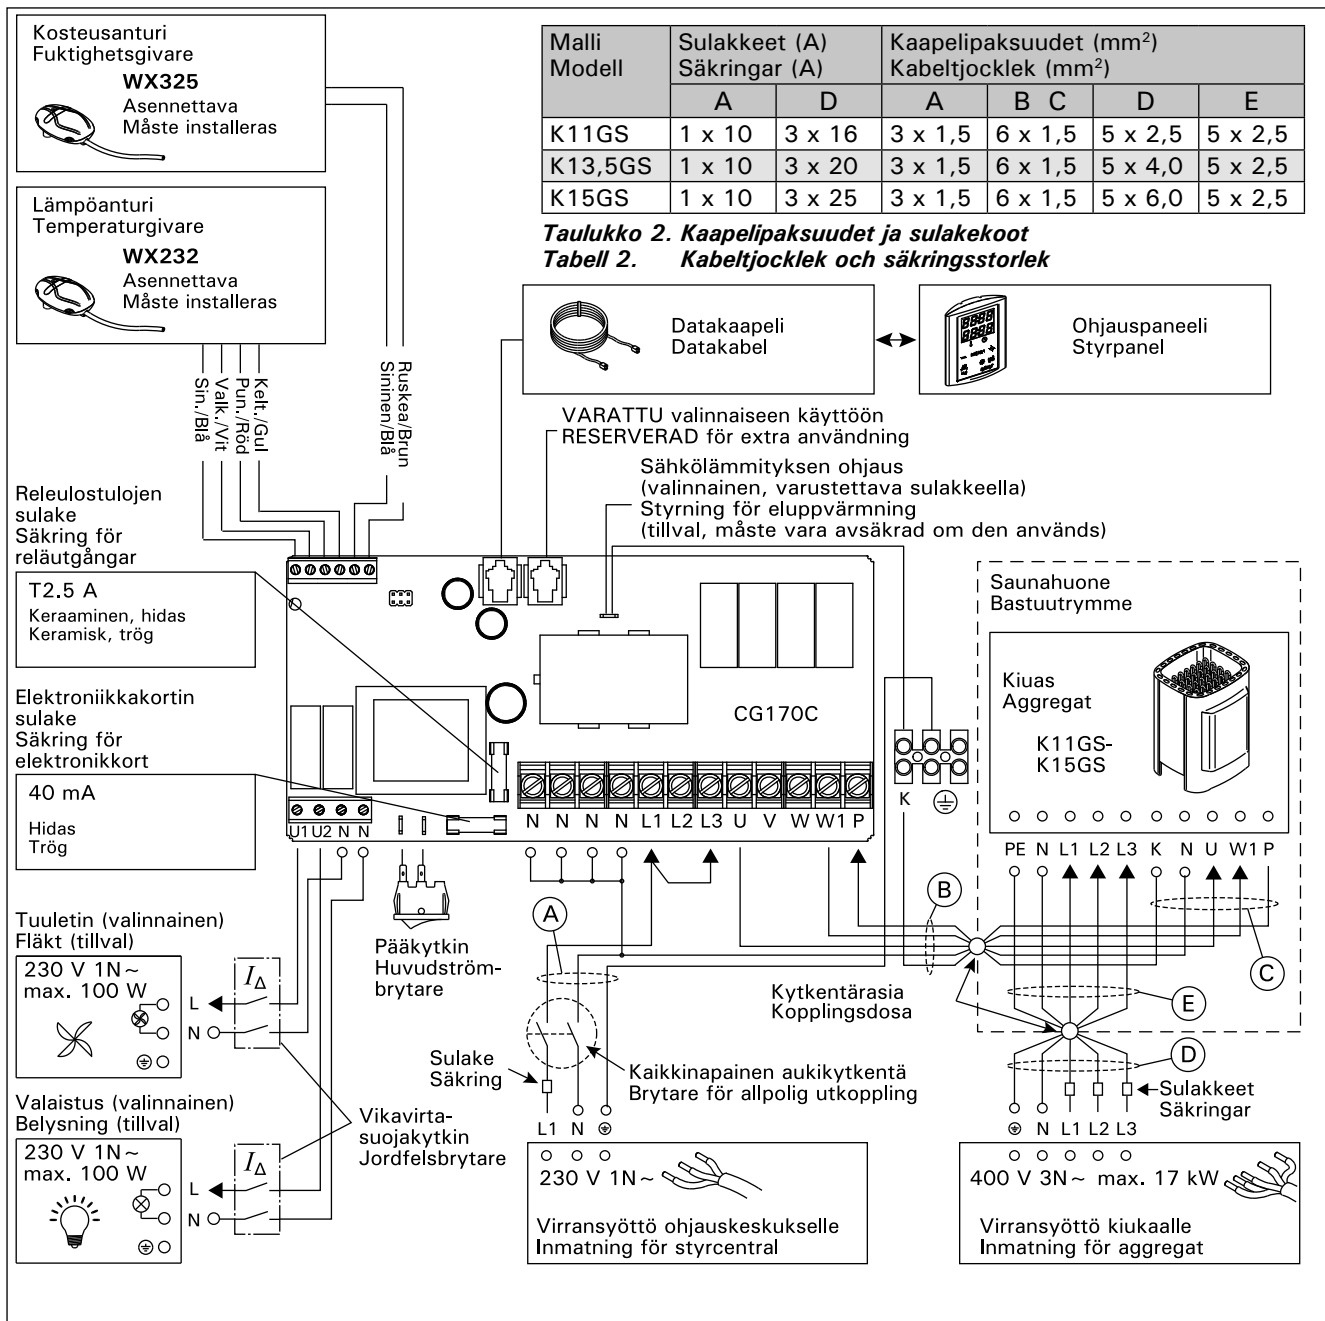 Kosteusanturi
Fuktighetsgivare
WX325
Asennettava
Måste installeras
Lämpöanturi
Temperaturgivare
WX232
Asennettava
Måste installeras
Malli
Modell
Sulakkeet (A)
Säkringar (A)
Kaapelipaksuudet (mm²)
Kabeltjocklek (mm²)
A D A B C D E
K11GS 1 x 10 3 x 16 3 x 1,5 6 x 1,5 5 x 2,5 5 x 2,5
K13,5GS 1 x 10 3 x 20 3 x 1,5 6 x 1,5 5 x 4,0 5 x 2,5
K15GS 1 x 10 3 x 25 3 x 1,5 6 x 1,5 5 x 6,0 5 x 2,5
Taulukko 2. Kaapelipaksuudet ja sulakekoot
Tabell 2. Kabeltjocklek och säkringsstorlek
Datakaapeli
Datakabel
Ohjauspaneeli
Styrpanel
Sin./Blå
Valk./Vit
Pun./Röd
Kelt./Gul
Sininen/Blå
Ruskea/Brun
VARATTU valinnaiseen käyttöön
RESERVERAD för extra användning
Sähkölämmityksen ohjaus
(valinnainen, varustettava sulakkeella)
Styrning för eluppvärmning
(tillval, måste vara avsäkrad om den används)
Releulostulojen
sulake
Säkring för
reläutgångar
T2.5 A
Keraaminen, hidas
Keramisk, trög
Elektroniikkakortin
sulake
Säkring för
elektronikkort
40 mA
Hidas
Trög
CG170C
U1 U2 N N
N N N N L1 L2 L3 U V W W1 P
K
Saunahuone
Bastuutrymme
Kiuas
Aggregat
K11GS-
K15GS
PE N L1 L2 L3 K N U W1 P
A
B
C
E
D
Pääkytkin
Huvudström-
brytare
Kytkentärasia
Kopplingsdosa
Tuuletin (valinnainen)
Fläkt (tillval)
230 V 1N~
max. 100 W
L
N
IΔ
Valaistus (valinnainen)
Belysning (tillval)
230 V 1N~
max. 100 W
L
N
IΔ
Vikavirta-
suojakytkin
Jordfelsbrytare
Sulake
Säkring
Kaikkinapainen aukikytkentä
Brytare för allpolig utkoppling
L1 N
230 V 1N~
Virransyöttö ohjauskeskukselle
Inmatning för styrcentral
Sulakkeet
Säkringar
N L1 L2 L3
400 V 3N~ max. 17 kW
Virransyöttö kiukaalle
Inmatning för aggregat